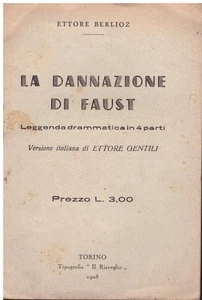 ETTORE BERLIOZ
LA DANNAZIONE
DI FAUST
Leggenda drammatica in 4 parti
Versione italiana di ETTORE GENTILI
Prezzo L. 3,00
TORINO
Tipografia " Il Risveglio "
1928